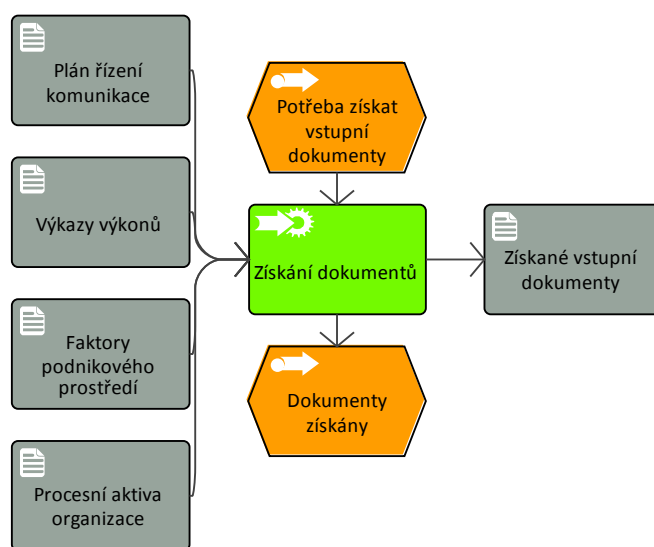 Plán řízení
komunikace
Výkazy výkonů
Faktory
podnikového
prostředí
Procesní aktiva
organizace
Potřeba získat
vstupní
dokumenty
Získání dokumentů
Dokumenty
získány
Získané vstupní
dokumenty